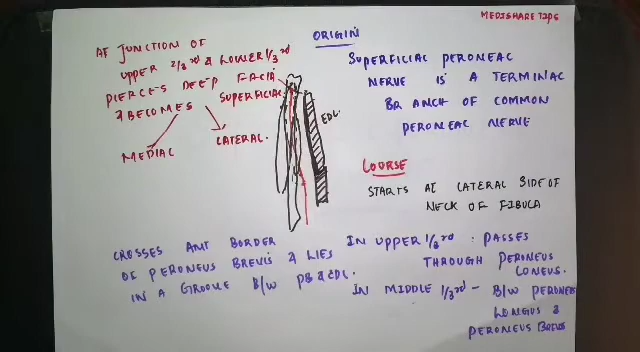 MEDISHARE TIPS
ORIGIN
SUPERFICIAL PERONEAL
NERVE IS A TERMINAL
BRANCH OF COMMON
PERONEAL NERVE
COURSE
STARTS AT LATERAL SIDE OF
NECK OF FIBULA
IN UPPER 1/3rd : PASSES
THROUGH PERONEUS
LONGUS.
IN MIDDLE 1/3rd - B/W PERONEUS
LONGUS &
PERONEUS BREVIS
CROSSES ANT BORDER
OF PERONEUS BREVIS & LIES
IN A GROOVE B/W PB & EDL.
AT JUNCTION OF
UPPER 2/3rd & LOWER 1/3rd
PIERCES DEEP FACIA
& BECOMES SUPERFICIAL
MEDIAL
LATERAL.
EDL.